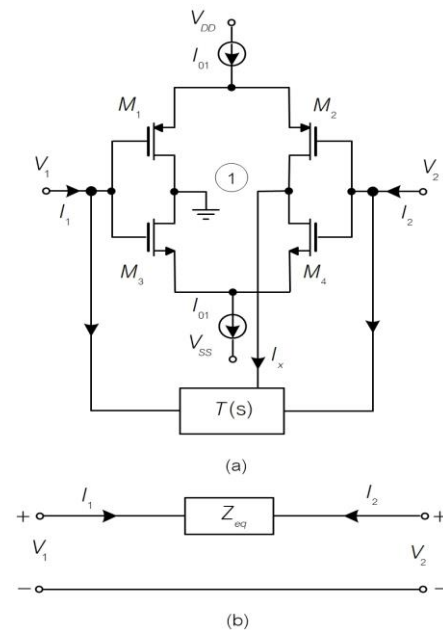 V_DD
I_01
M_1
M_2
V_1
1
V_2
I_1
I_2
M_3
M_4
I_01
V_SS
I_x
T(s)
(a)
I_1
I_2
+
Z_eq
+
V_1
V_2
−
−
(b)